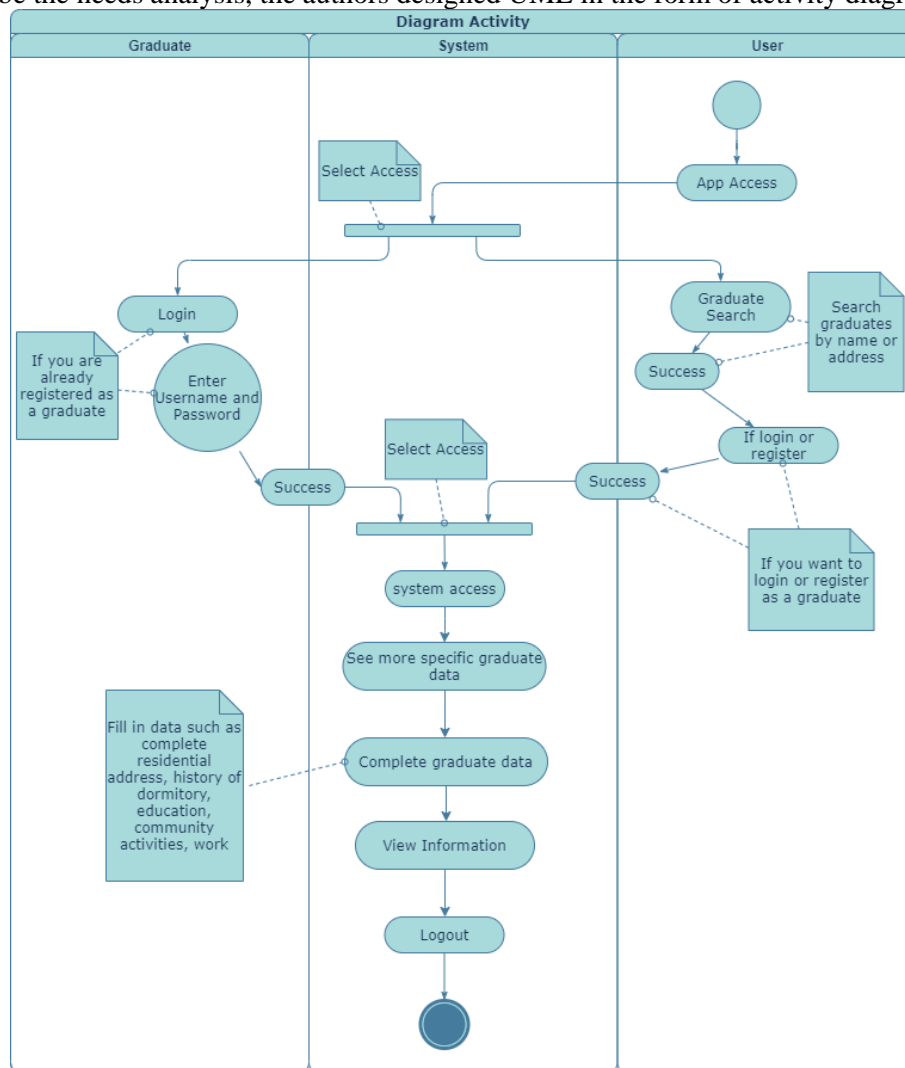 be the needs analysis, the authors designed UML in the form of activity diagr
Diagram Activity
Graduate
System
User
Select Access
App Access
Login
Graduate
Search
Search
graduates
by name or
address
If you are
already
registered as
a graduate
Enter
Username and
Password
Success
Select Access
If login or
register
Success
Success
If you want to
login or register
as a graduate
system access
See more specific graduate
data
Fill in data such as
complete
residential
address, history of
dormitory,
education,
community
activities, work
Complete graduate data
View Information
Logout